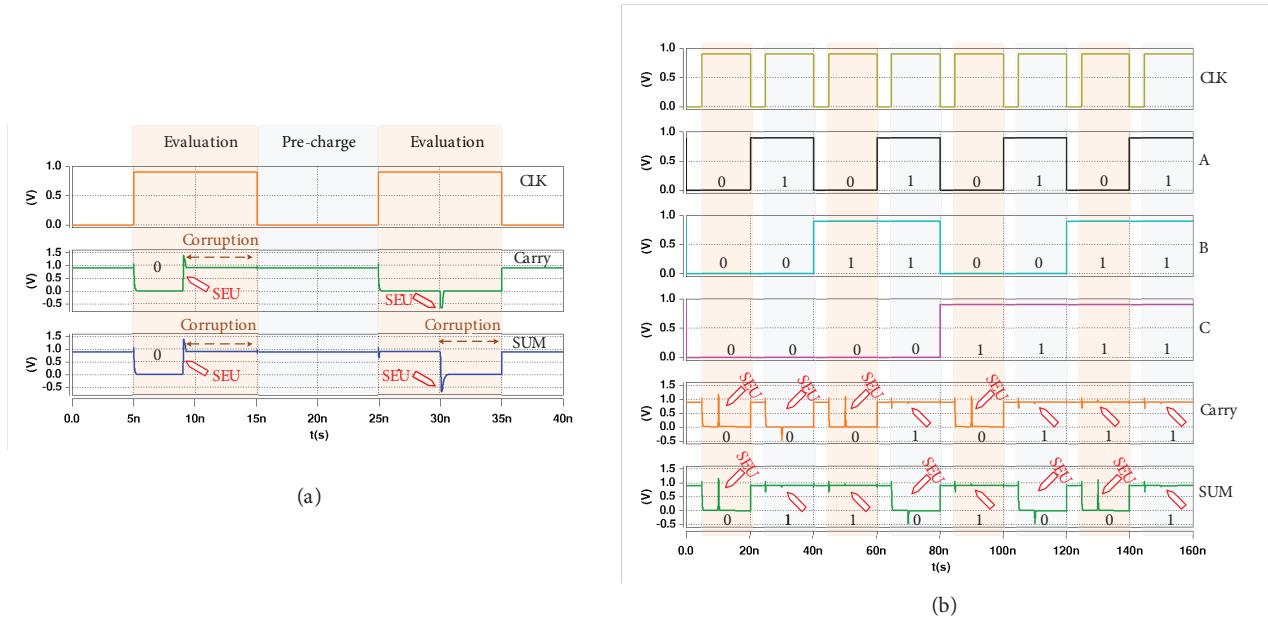 Evaluation Pre-charge Evaluation
1.0
0.5
0.0
(V)
CLK
1.5
1.0
0.5
0.0
-0.5
(V)
Corruption
0
SEU
SEU
Carry
1.5
1.0
0.5
0.0
-0.5
(V)
Corruption
Corruption
0
SEU
SEU
SUM
0.0 5n 10n 15n 20n 25n 30n 35n 40n
t(s)
(a)
1.0
0.5
0.0
(V)
CLK
1.0
0.5
0.0
(V)
0 1 0 1 0 1 0 1
A
1.0
0.5
0.0
(V)
0 0 1 1 0 0 1 1
B
1.0
0.5
0.0
(V)
0 0 0 0 1 1 1 1
C
1.5
1.0
0.5
0.0
-0.5
(V)
SEU SEU SEU SEU
0 0 0 1 0 1 1 1
Carry
1.5
1.0
0.5
0.0
-0.5
(V)
SEU SEU SEU SEU
0 1 1 0 1 0 0 1
SUM
0.0 20n 40n 60n 80n 100n 120n 140n 160n
t(s)
(b)